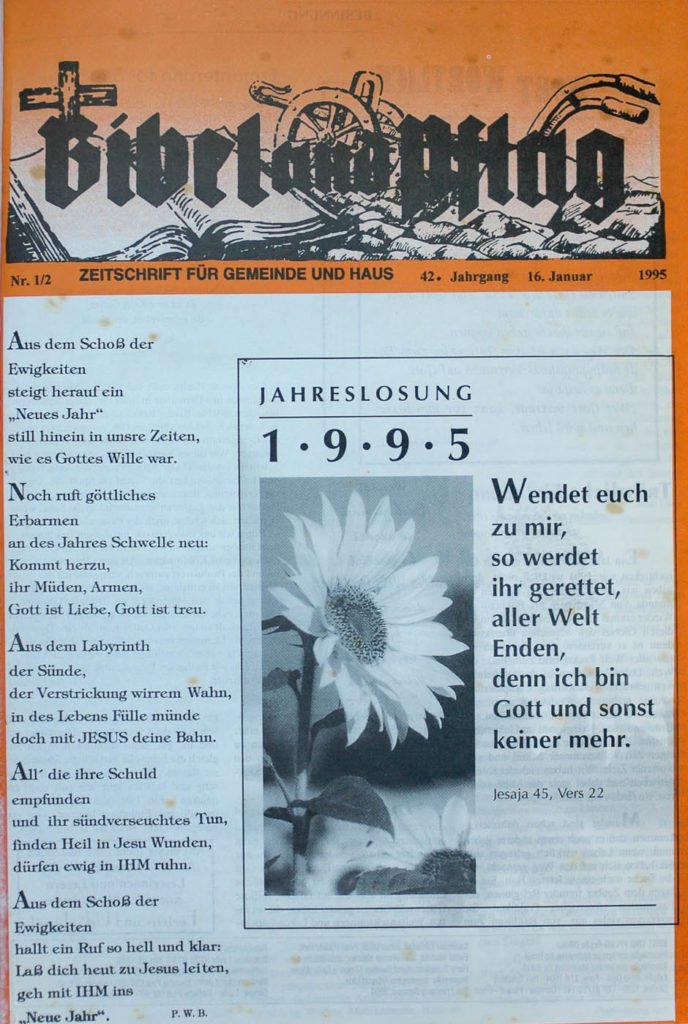 Bibel und Pflug
Nr. 1/2 ZEITSCHRIFT FÜR GEMEINDE UND HAUS 42. Jahrgang 16. Januar 1995
Aus dem Schoß der
Ewigkeiten
steigt herauf ein
„Neues Jahr“
still hinein in unsre Zeiten,
wie es Gottes Wille war.
Noch ruft göttliches
Erbarmen
an des Jahres Schwelle neu:
Kommt herzu,
ihr Müden, Armen,
Gott ist Liebe, Gott ist treu.
Aus dem Labyrinth
der Sünde,
der Verstrickung wirrem Wahn,
in des Lebens Fülle münde
doch mit JESUS deine Bahn.
All´ die ihre Schuld
empfunden
und ihr sündverseuchtes Tun,
finden Heil in Jesu Wunden,
dürfen ewig in IHM ruhn.
Aus dem Schoß der
Ewigkeiten
hallt ein Ruf so hell und klar:
Laß dich heut zu Jesus leiten,
geh mit IHM ins
„Neue Jahr“. P. W. B.
JAHRESLOSUNG
1·9·9·5
Wendet euch
zu mir,
so werdet
ihr gerettet,
aller Welt
Enden,
denn ich bin
Gott und sonst
keiner mehr.
Jesaja 45, Vers 22